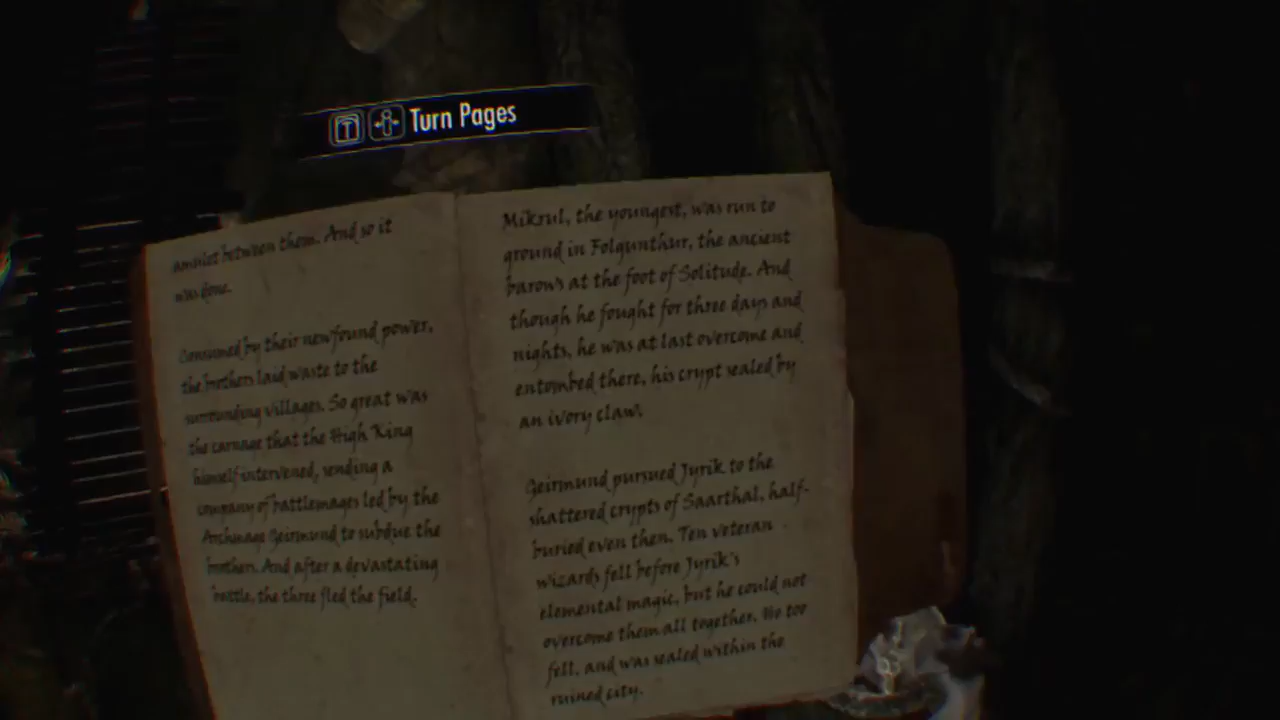 Turn Pages
amulet between them. And so it
was done.
Consumed by their newfound power,
the brothers laid waste to the
surrounding villages. So great was
the carnage that the High King
himself intervened, sending a
company of battlemages led by the
Archmage Geirmund to subdue the
brothers. And after a devastating
battle, the three fled the field.
Mikrul, the youngest, was run to
ground in Folgunthur, the ancient
barows at the foot of Solitude. And
though he fought for three days and
nights, he was at last overcome and
entombed there, his crypt sealed by
an ivory claw.
Geirmund pursued Jyrik to the
shattered crypts of Saarthal, half-
buried even then. Ten veteran
wizards fell before Jyrik's
elemental magic, but he could not
overcome them all together. He too
fell, and was sealed within the
ruined city.